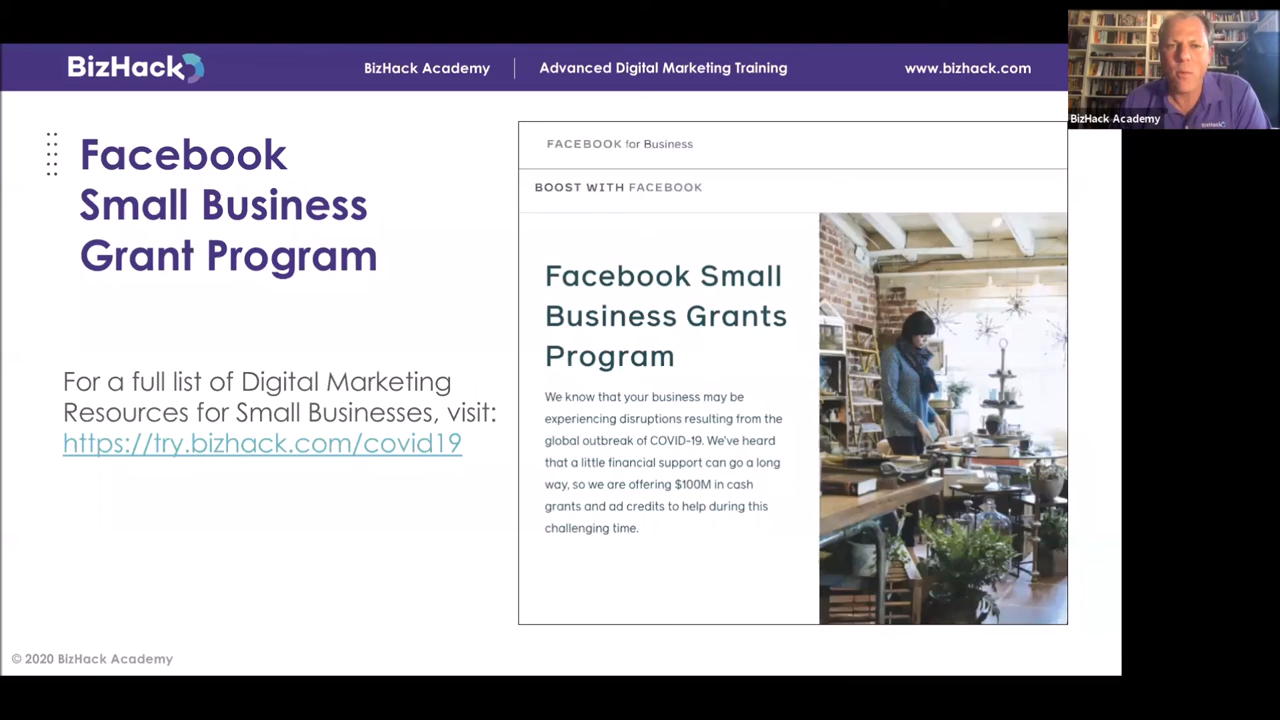 BizHack
BizHack Academy
Advanced Digital Marketing Training
www.bizhack.com
BizHack Academy
Facebook
Small Business
Grant Program
For a full list of Digital Marketing
Resources for Small Businesses, visit:
https://try.bizhack.com/covid19
FACEBOOK for Business
BOOST WITH FACEBOOK
Facebook Small
Business Grants
Program
We know that your business may be
experiencing disruptions resulting from the
global outbreak of COVID-19. We've heard
that a little financial support can go a long
way, so we are offering $100M in cash
grants and ad credits to help during this
challenging time.
© 2020 BizHack Academy